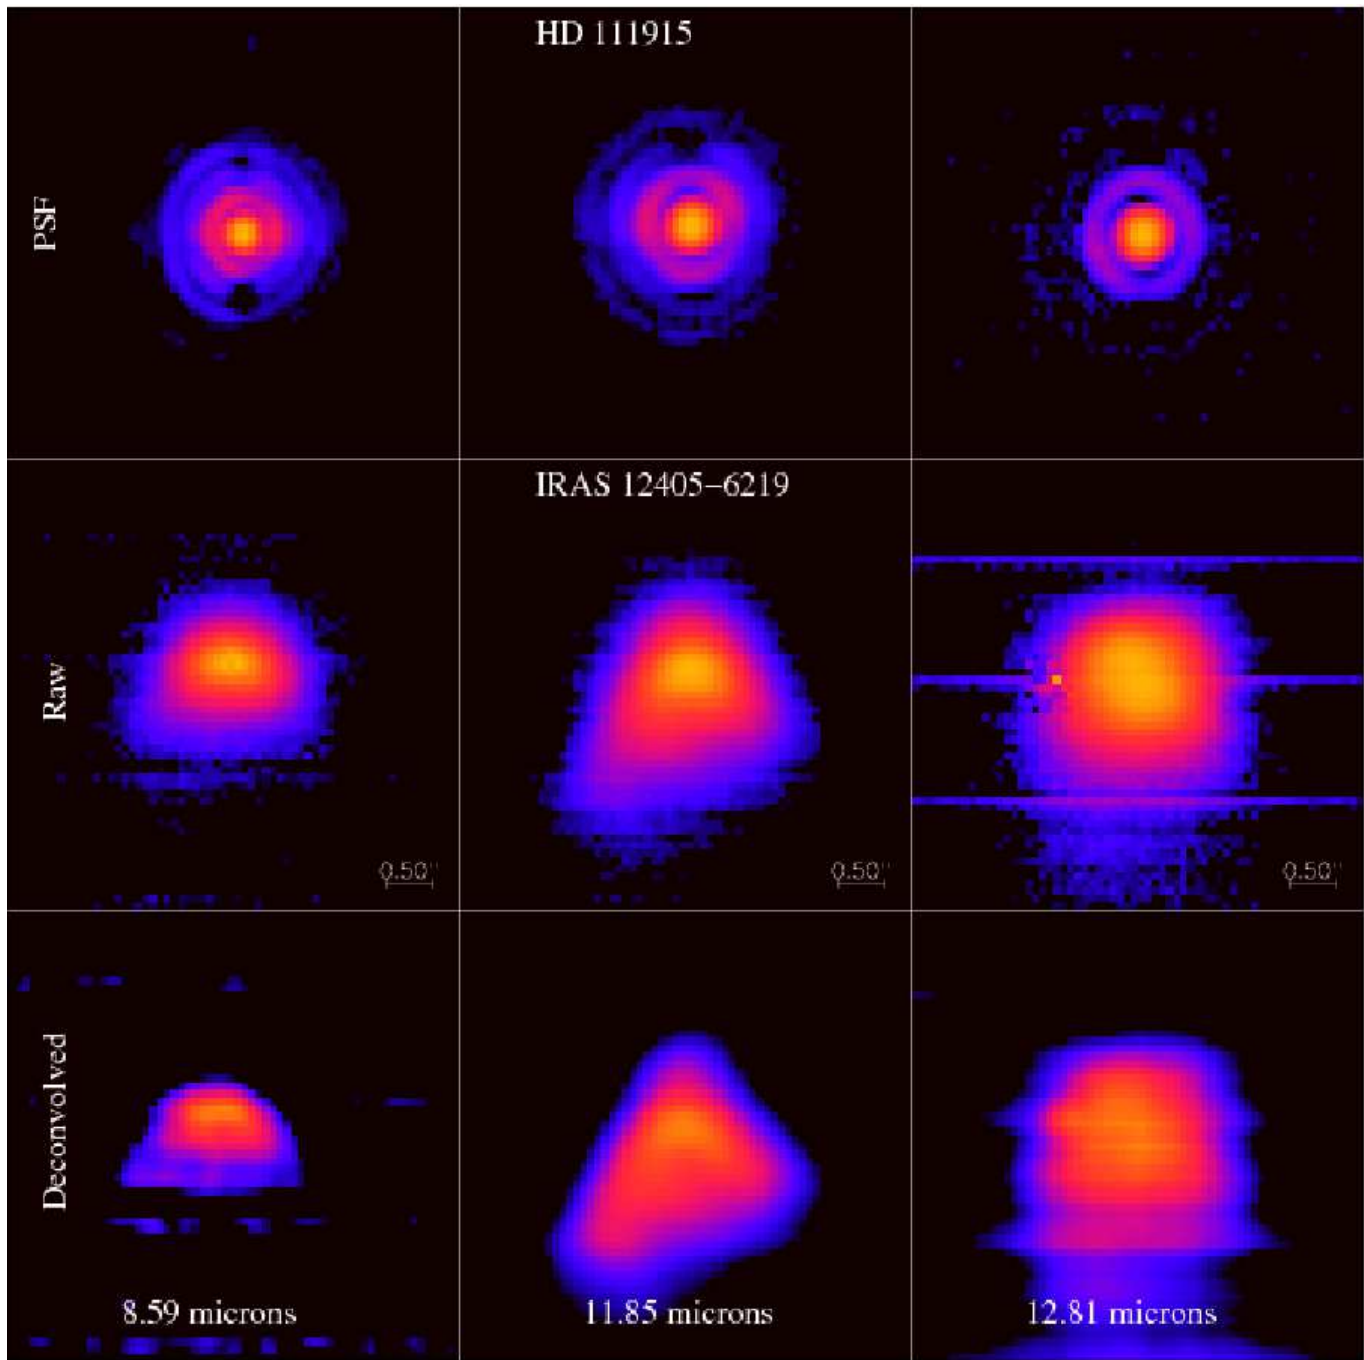 HD 111915
PSF
IRAS 12405−6219
Raw
0.50"
0.50"
0.50"
Deconvolved
8.59 microns
11.85 microns
12.81 microns